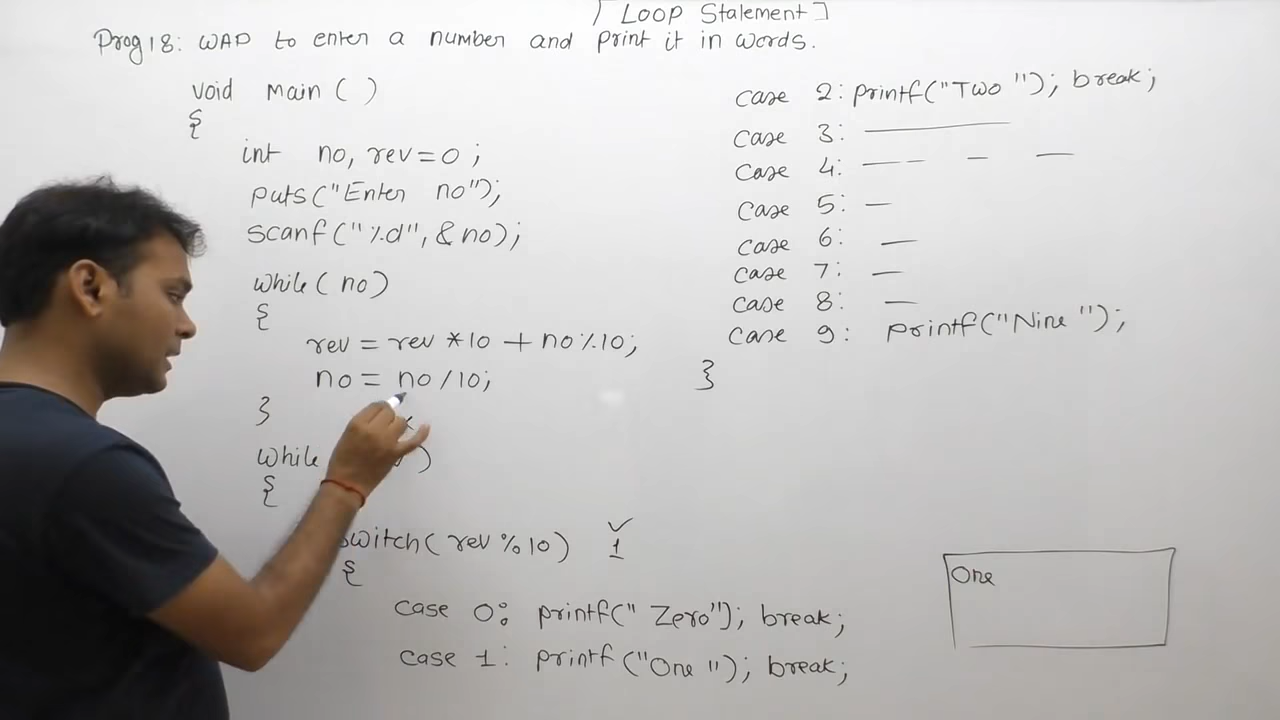 [ LOOP Statement ]
Prog 18: WAP to enter a number and print it in words.
void main ( )
{
int no, rev = 0 ;
puts("Enter no");
scanf("%d", & no);
while ( no )
{
rev = rev * 10 + no % 10;
no = no / 10;
}
while )
{
switch( rev % 10 ) 1
{
case 0: printf(" Zero"); break;
case 1: printf ("One "); break;
case 2: printf("Two "); break;
case 3:
case 4:
case 5:
case 6:
case 7:
case 8:
case 9: printf("Nine ");
}
One